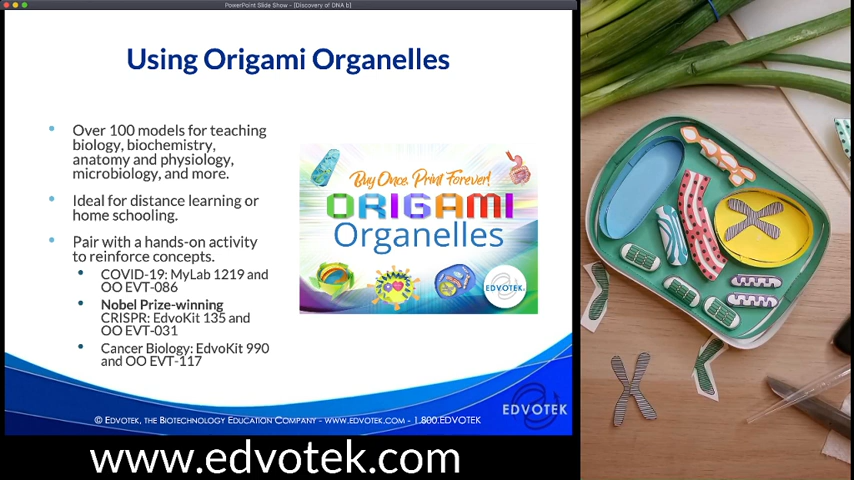 PowerPoint Slide Show - [Discovery of DNA b]
Using Origami Organelles
Over 100 models for teaching
biology, biochemistry,
anatomy and physiology,
microbiology, and more.
Ideal for distance learning or
home schooling.
Pair with a hands-on activity
to reinforce concepts.
COVID-19: MyLab 1219 and
OO EVT-086
Nobel Prize-winning
CRISPR: EdvoKit 135 and
OO EVT-031
Cancer Biology: EdvoKit 990
and OO EVT-117
Buy Once, Print Forever!
ORIGAMI
Organelles
EDVOTEK
© EDVOTEK, THE BIOTECHNOLOGY EDUCATION COMPANY - WWW.EDVOTEK.COM - 1.800.EDVOTEK
EDVOTEK
www.edvotek.com